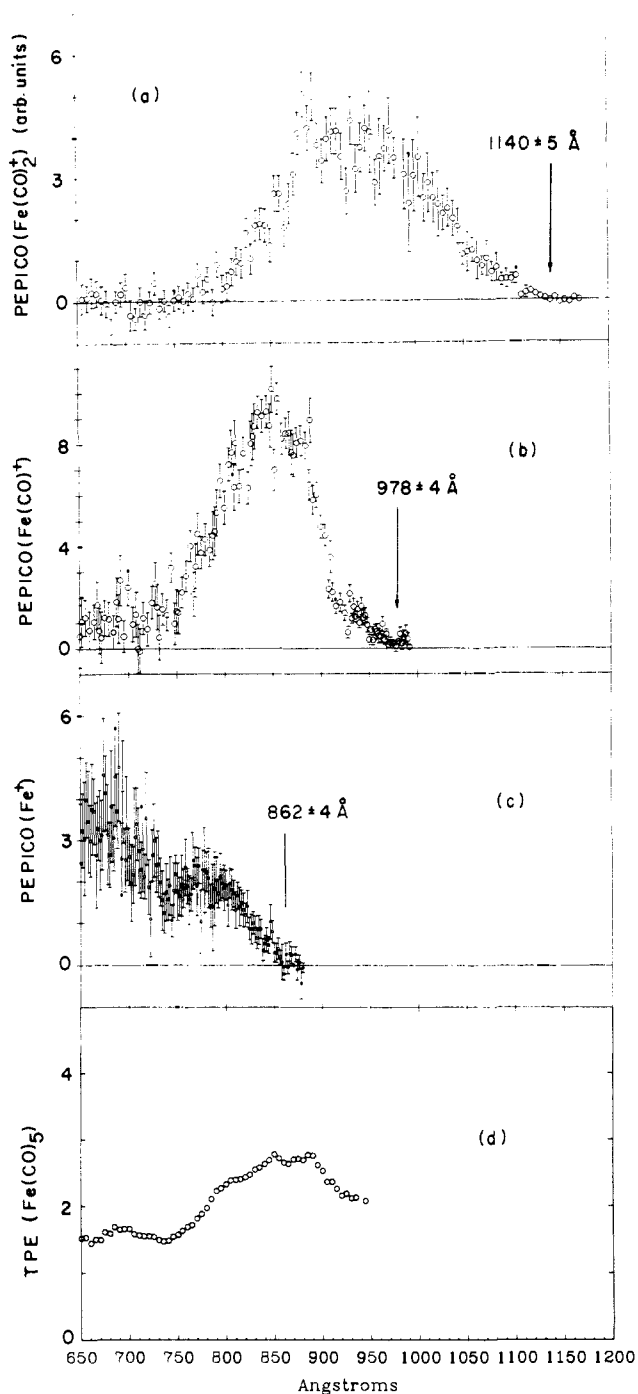 PEPICO (Fe(CO)₂⁺) (arb. units)
6
3
0
(a)
1140 ± 5 Å
PEPICO(Fe(CO)⁺)
8
4
0
(b)
978 ± 4 Å
PEPICO(Fe⁺)
6
3
0
(c)
862 ± 4 Å
TPE (Fe(CO)₅)
4
2
0
(d)
650 700 750 800 850 900 950 1000 1050 1100 1150 1200
Angstroms